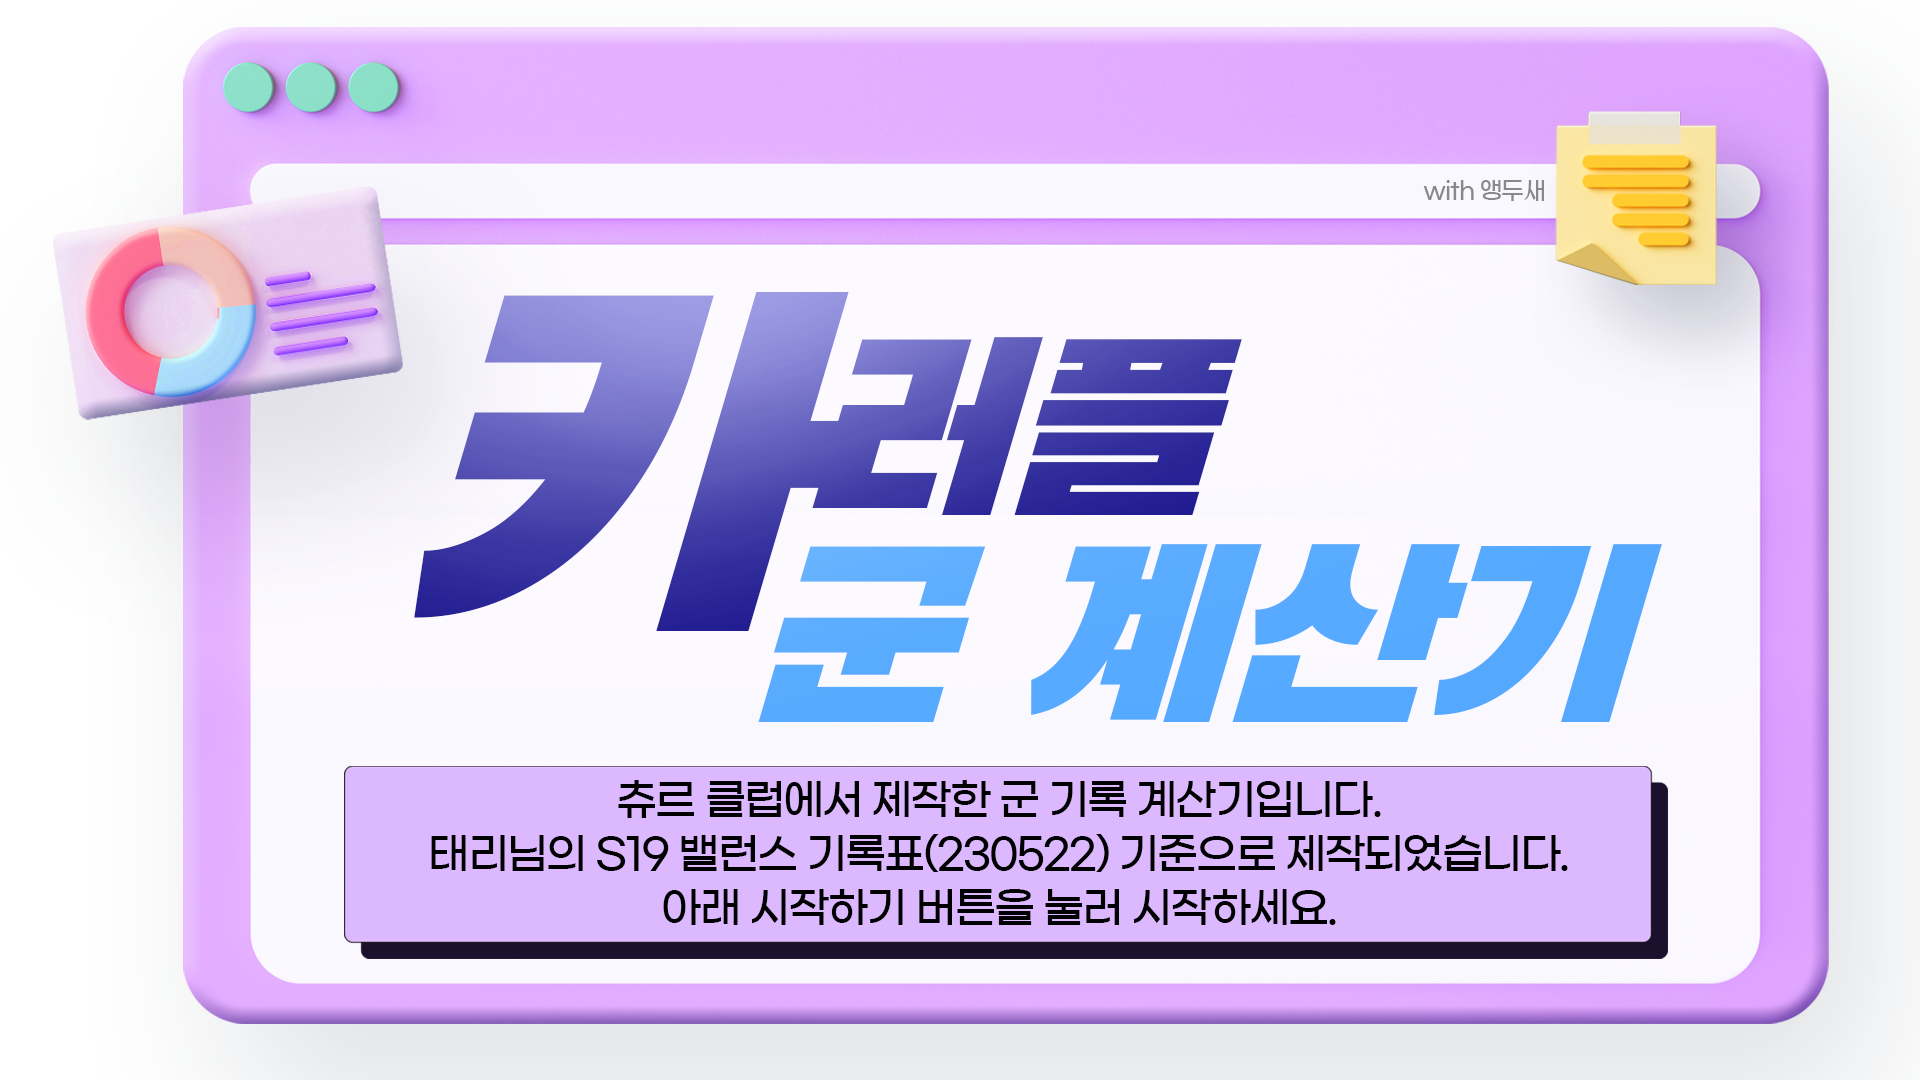 with 앵두새
카러플
군 계산기
츄르 클럽에서 제작한 군 기록 계산기입니다.
태리님의 S19 밸런스 기록표(230522) 기준으로 제작되었습니다.
아래 시작하기 버튼을 눌러 시작하세요.